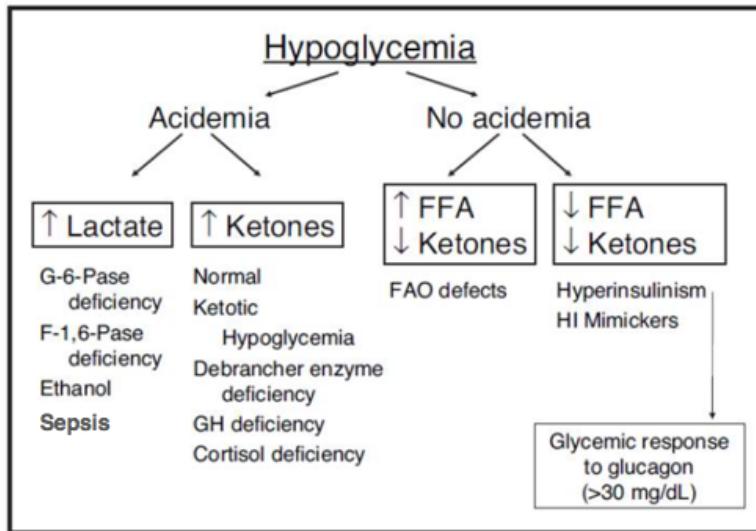 Hypoglycemia
Acidemia
No acidemia
↑ Lactate
G-6-Pase
deficiency
F-1,6-Pase
deficiency
Ethanol
Sepsis
↑ Ketones
Normal
Ketotic
Hypoglycemia
Debrancher enzyme
deficiency
GH deficiency
Cortisol deficiency
↑ FFA
↓ Ketones
FAO defects
↓ FFA
↓ Ketones
Hyperinsulinism
HI Mimickers
Glycemic response
to glucagon
(>30 mg/dL)